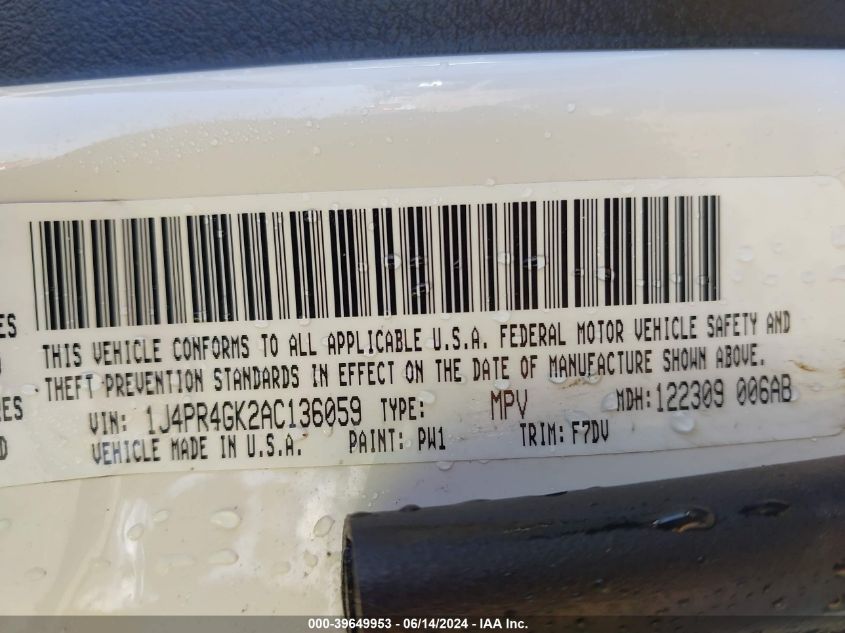 ES
THIS VEHICLE CONFORMS TO ALL APPLICABLE U.S.A. FEDERAL MOTOR VEHICLE SAFETY AND
THEFT PREVENTION STANDARDS IN EFFECT ON THE DATE OF MANUFACTURE SHOWN ABOVE.
ES
VIN: 1J4PR4GK2AC136059 TYPE: MPV MDH:122309 006AB
D
VEHICLE MADE IN U.S.A. PAINT: PW1 TRIM: F7DV
000-39649953 - 06/14/2024 - IAA Inc.